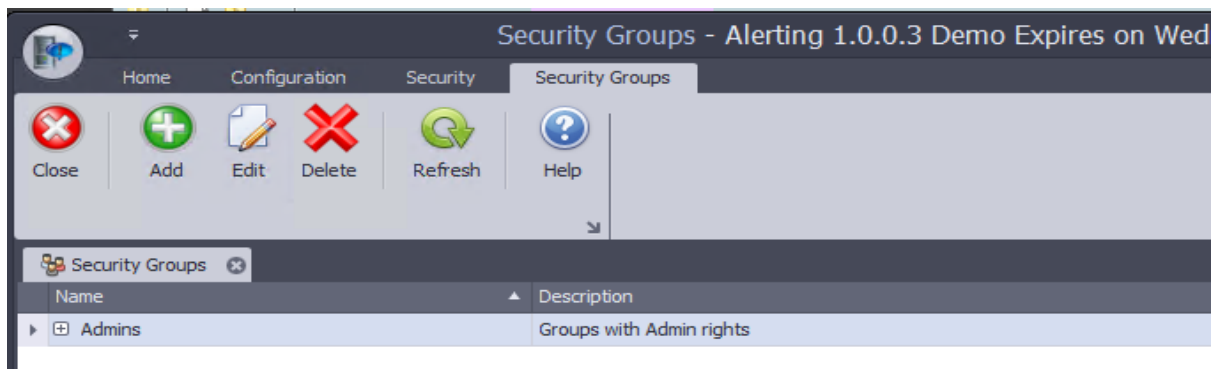 Security Groups - Alerting 1.0.0.3 Demo Expires on Wed
Home Configuration Security Security Groups
Close Add Edit Delete Refresh Help
Security Groups
Name Description
Admins Groups with Admin rights